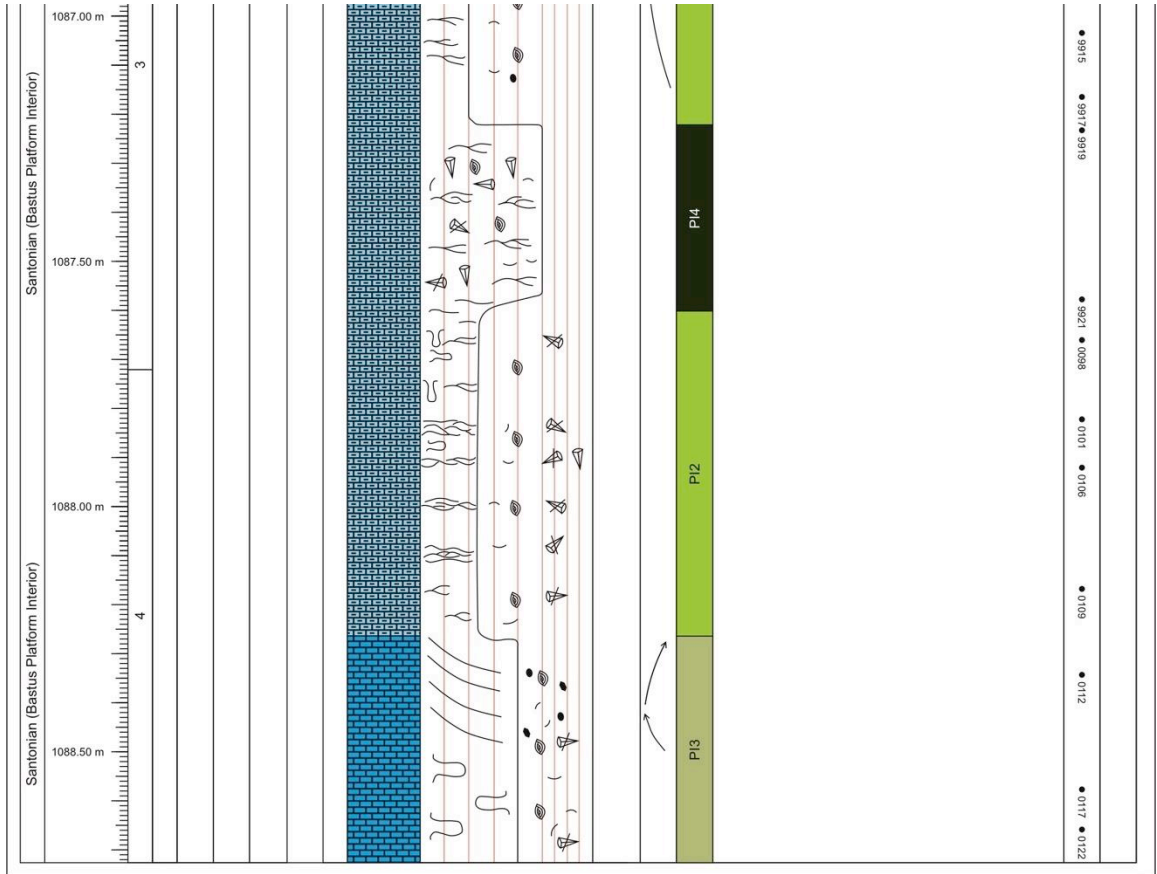 Santonian (Bastus Platform Interior)
Santonian (Bastus Platform Interior)
1087.00 m
1087.50 m
1088.00 m
1088.50 m
3
4
PI4
PI2
PI3
9915
9917
9919
9921
0098
0101
0106
0109
0112
0117
0122